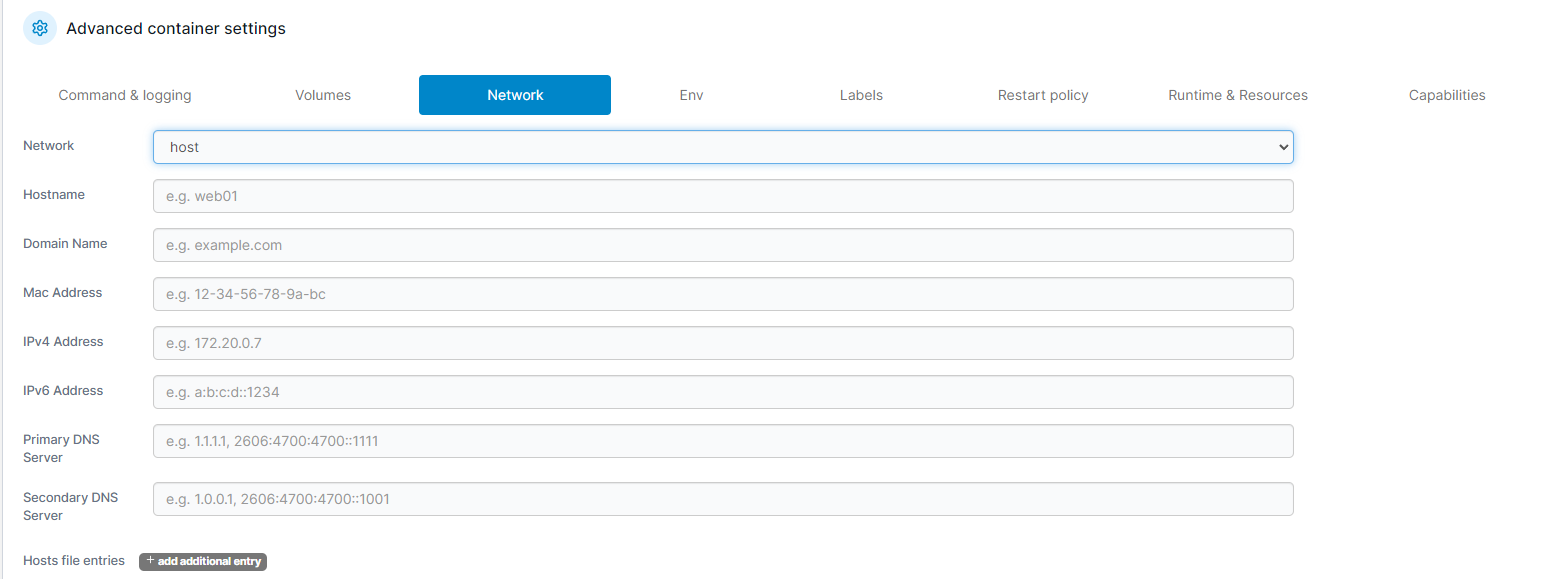 Advanced container settings
Command & logging
Volumes
Network
Env
Labels
Restart policy
Runtime & Resources
Capabilities
Network
host
Hostname
e.g. web01
Domain Name
e.g. example.com
Mac Address
e.g. 12-34-56-78-9a-bc
IPv4 Address
e.g. 172.20.0.7
IPv6 Address
e.g. a:b:c:d::1234
Primary DNS
Server
e.g. 1.1.1.1, 2606:4700:4700::1111
Secondary DNS
Server
e.g. 1.0.0.1, 2606:4700:4700::1001
Hosts file entries
+ add additional entry